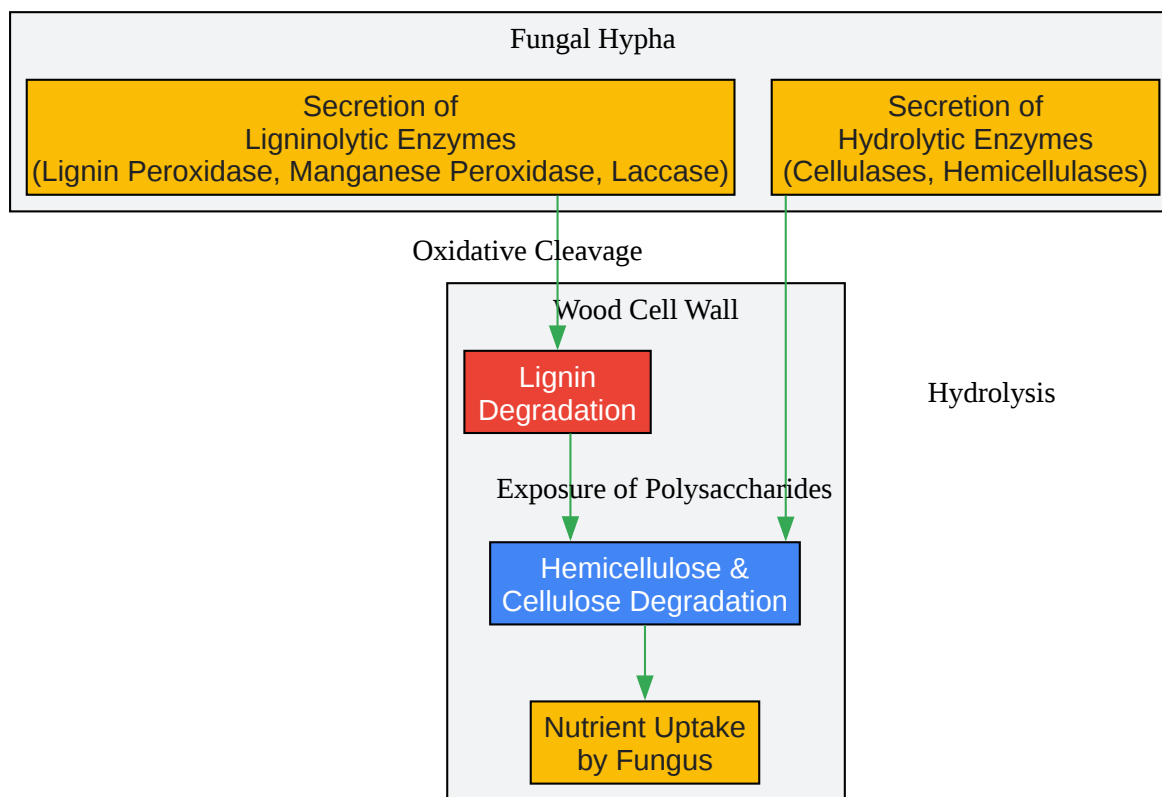 Fungal Hypha
Secretion of
Ligninolytic Enzymes
(Lignin Peroxidase, Manganese Peroxidase, Laccase)
Secretion of
Hydrolytic Enzymes
(Cellulases, Hemicellulases)
Oxidative Cleavage
Wood Cell Wall
Lignin
Degradation
Hydrolysis
Exposure of Polysaccharides
Hemicellulose &
Cellulose Degradation
Nutrient Uptake
by Fungus